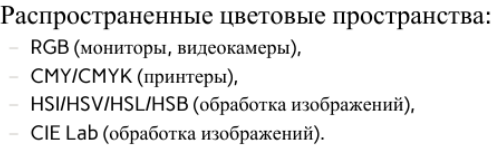 Распространенные цветовые пространства:
– RGB (мониторы, видеокамеры),
– CMY/CMYK (принтеры),
– HSI/HSV/HSL/HSB (обработка изображений),
– CIE Lab (обработка изображений).